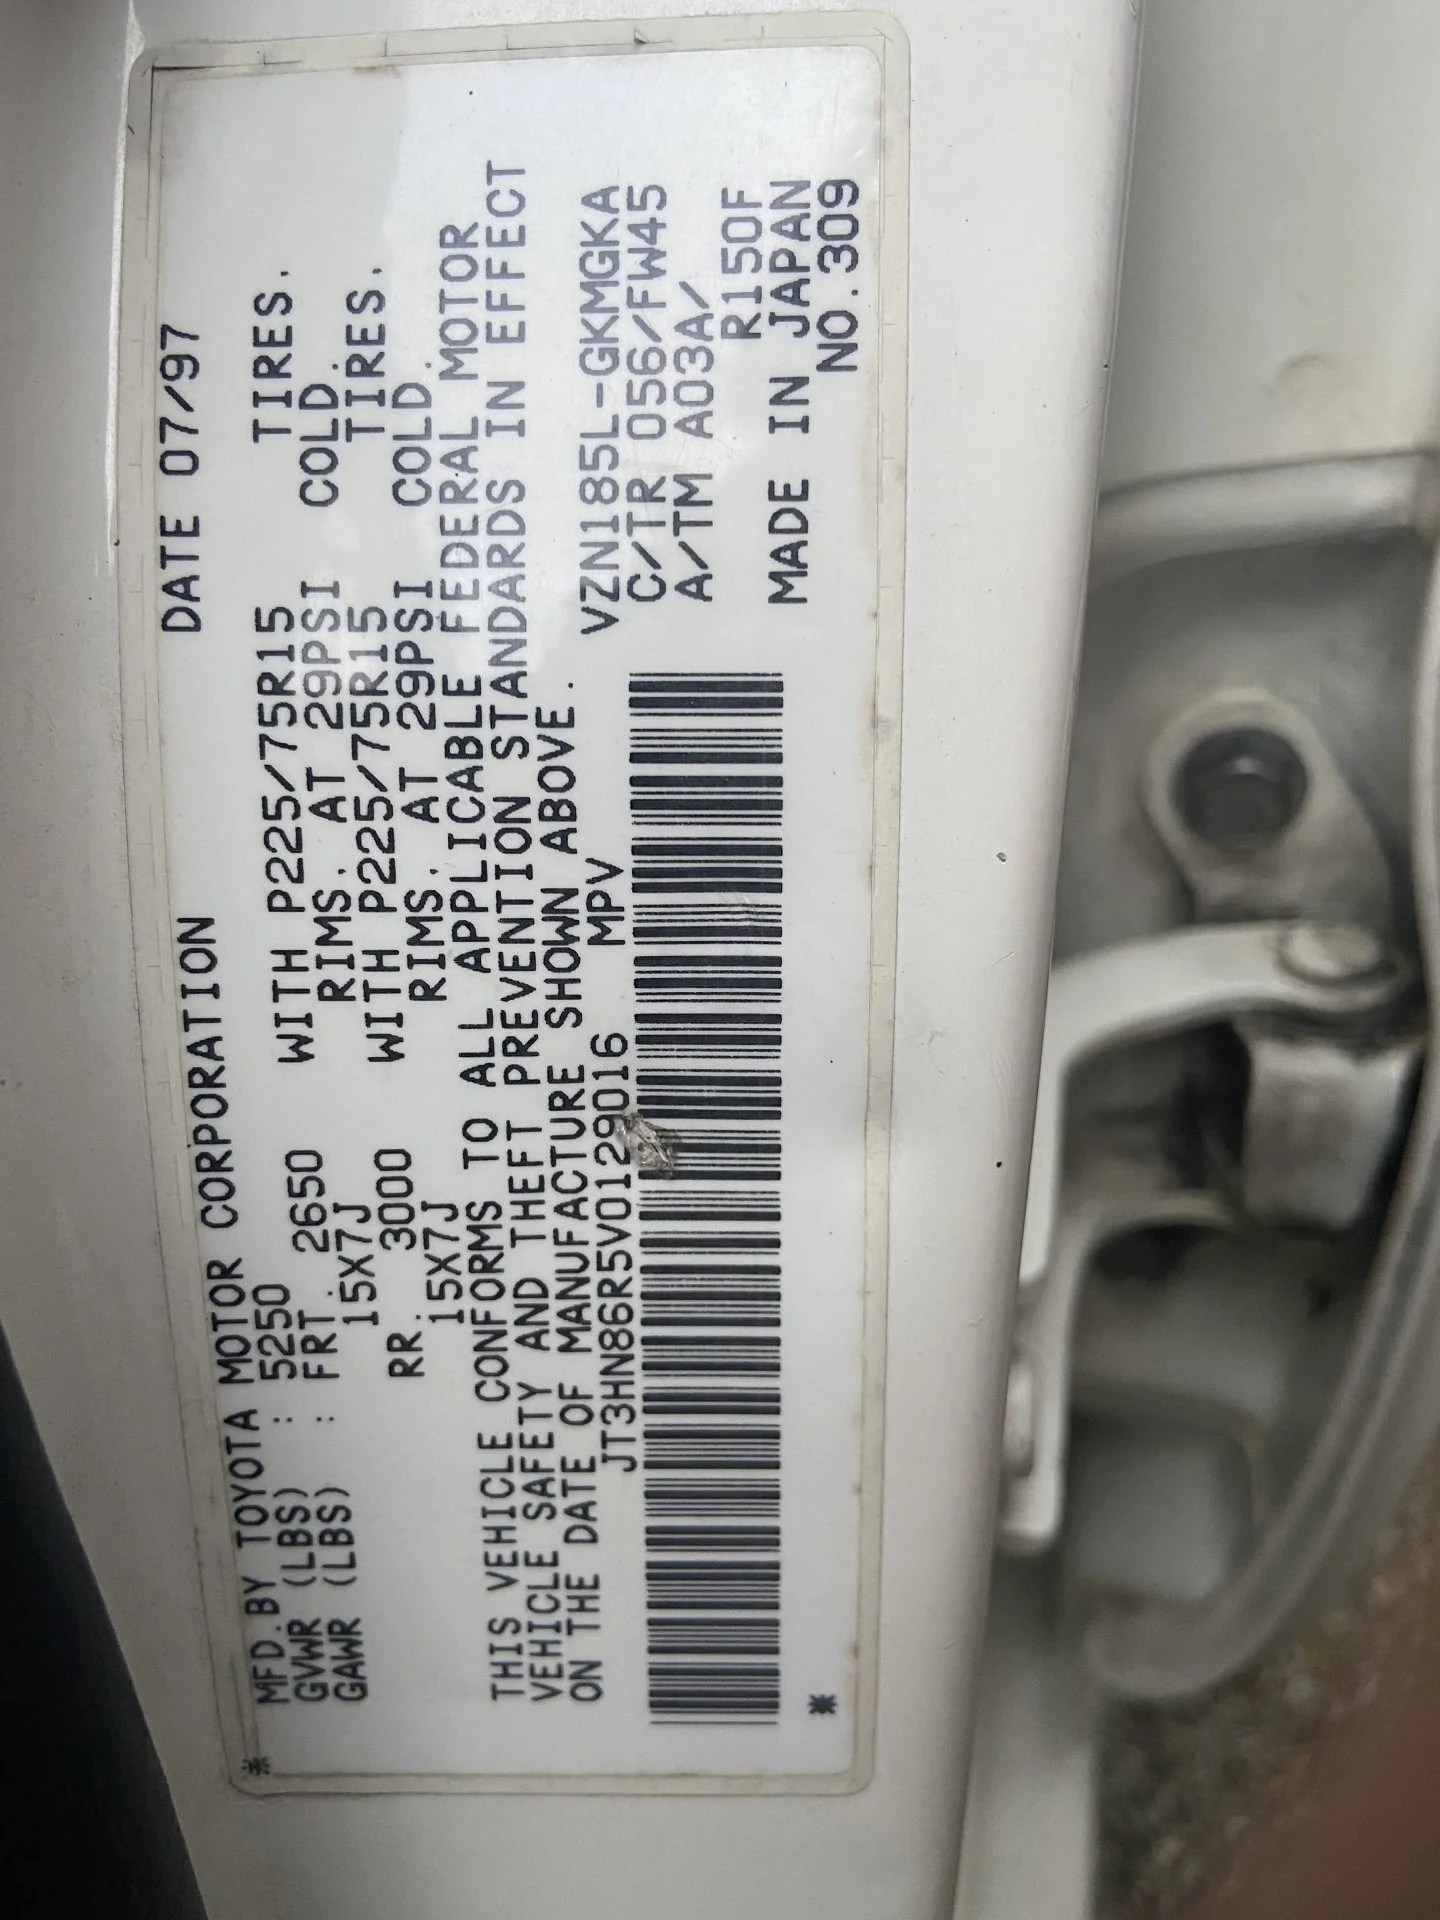 MFD.BY TOYOTA MOTOR CORPORATION DATE 07/97
GVWR (LBS) : 5250
GAWR (LBS) : FRT. 2650 WITH P225/75R15 TIRES.
15X7J RIMS. AT 29PSI COLD.
RR. 3000 WITH P225/75R15 TIRES.
15X7J RIMS. AT 29PSI COLD.
THIS VEHICLE CONFORMS TO ALL APPLICABLE FEDERAL MOTOR
VEHICLE SAFETY AND THEFT PREVENTION STANDARDS IN EFFECT
ON THE DATE OF MANUFACTURE SHOWN ABOVE.
JT3HN86R5V0129016 MPV
VZN185L-GKMGKA
C/TR 056/FW45
A/TM A03A/
R150F
MADE IN JAPAN
NO.309